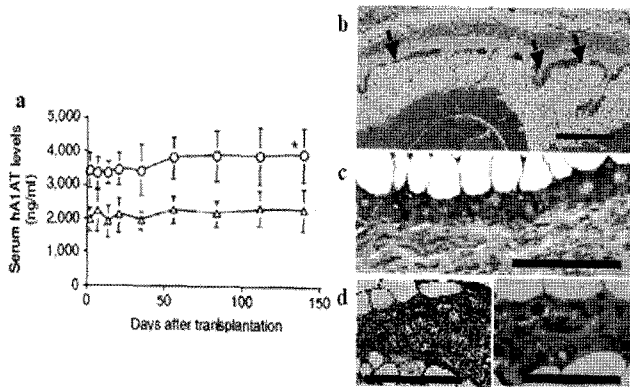 a
Serum hA1AT levels
(ng/ml)
5,000
4,000
3,000
2,000
1,000
0
*
0
50
100
150
Days after transplantation
b
c
d